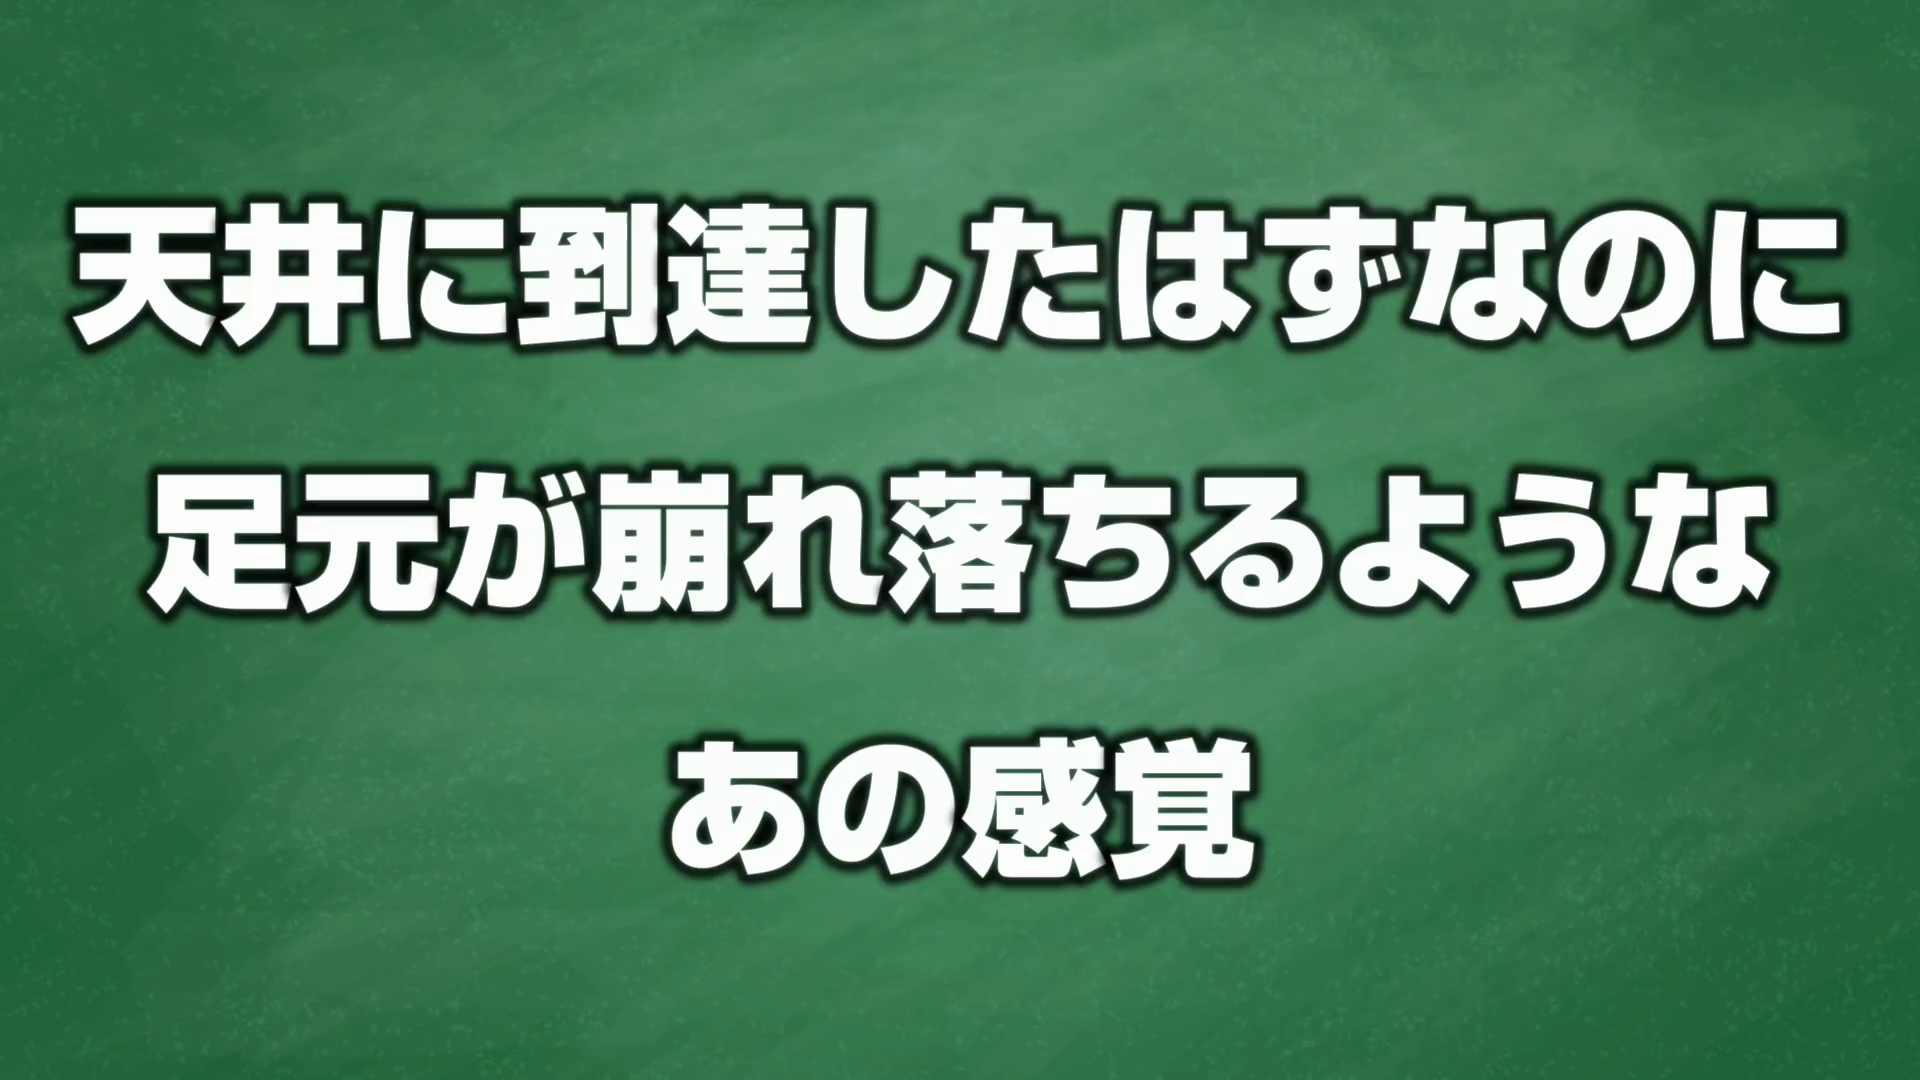 天井に到達したはずなのに
足元が崩れ落ちるような
あの感覚